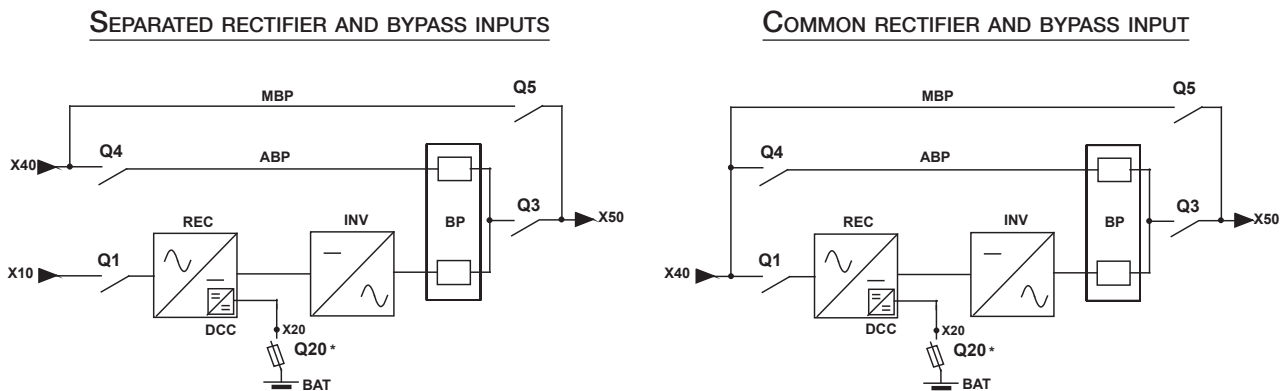 SEPARATED RECTIFIER AND BYPASS INPUTS
Q5
MBP
X40
Q4
ABP
REC
INV
BP
Q3
X50
X10
Q1
DCC
X20
Q20 *
BAT
COMMON RECTIFIER AND BYPASS INPUT
Q5
MBP
Q4
ABP
REC
INV
BP
Q3
X50
X40
Q1
DCC
X20
Q20 *
BAT